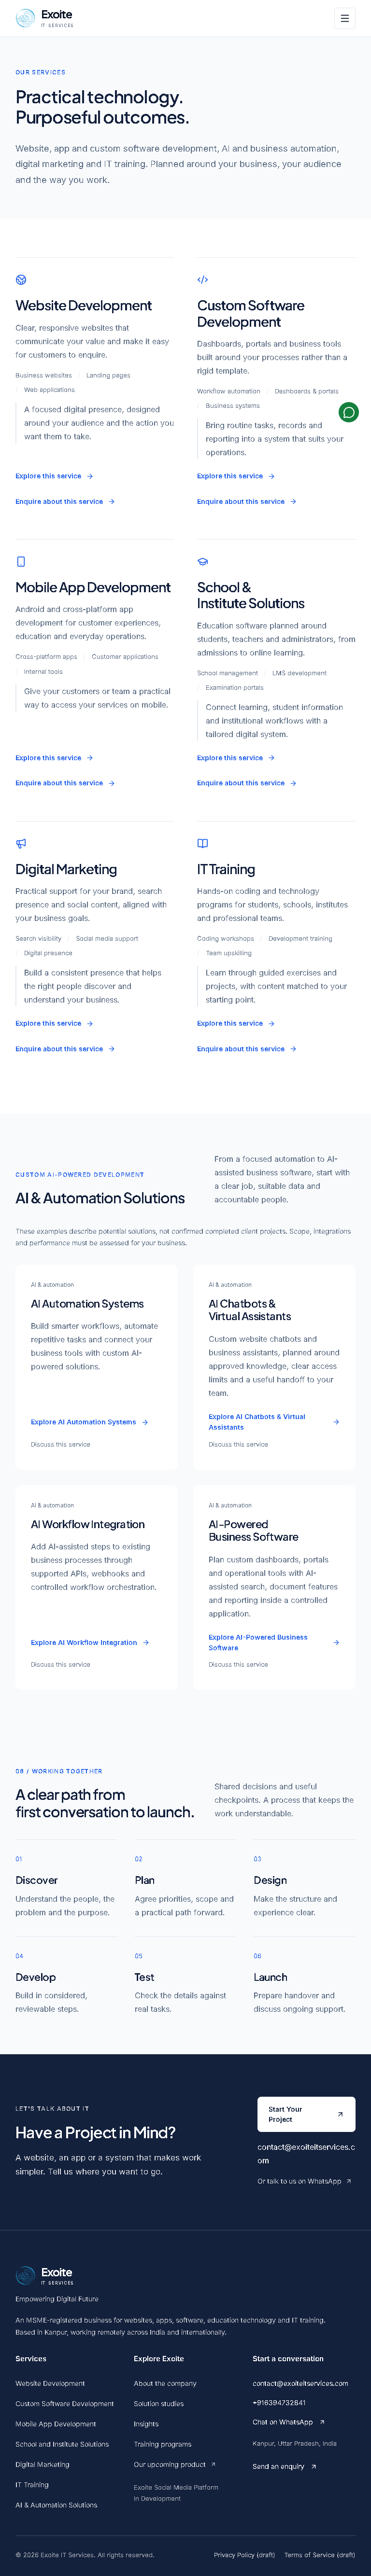 Exoite
IT SERVICES
OUR SERVICES
Practical technology.
Purposeful outcomes.
Website, app and custom software development, AI and business automation,
digital marketing and IT training. Planned around your business, your audience
and the way you work.
Website Development
Clear, responsive websites that
communicate your value and make it easy
for customers to enquire.
Business websites
Landing pages
Web applications
A focused digital presence, designed
around your audience and the action you
want them to take.
Explore this service →
Enquire about this service →
Custom Software
Development
Dashboards, portals and business tools
built around your processes rather than a
rigid template.
Workflow automation
Dashboards & portals
Business systems
Bring routine tasks, records and
reporting into a system that suits your
operations.
Explore this service →
Enquire about this service →
Mobile App Development
Android and cross-platform app
development for customer experiences,
education and everyday operations.
Cross-platform apps
Customer applications
Internal tools
Give your customers or team a practical
way to access your services on mobile.
Explore this service →
Enquire about this service →
School &
Institute Solutions
Education software planned around
students, teachers and administrators, from
admissions to online learning.
School management
LMS development
Examination portals
Connect learning, student information
and institutional workflows with a
tailored digital system.
Explore this service →
Enquire about this service →
Digital Marketing
Practical support for your brand, search
presence and social content, aligned with
your business goals.
Search visibility
Social media support
Digital presence
Build a consistent presence that helps
the right people discover and
understand your business.
Explore this service →
Enquire about this service →
IT Training
Hands-on coding and technology
programs for students, schools, institutes
and professional teams.
Coding workshops
Development training
Team upskilling
Learn through guided exercises and
projects, with content matched to your
starting point.
Explore this service →
Enquire about this service →
CUSTOM AI-POWERED DEVELOPMENT
AI & Automation Solutions
From a focused automation to AI-
assisted business software, start with
a clear job, suitable data and
accountable people.
These examples describe potential solutions, not confirmed completed client projects. Scope, integrations
and performance must be assessed for your business.
AI & automation
AI Automation Systems
Build smarter workflows, automate
repetitive tasks and connect your
business tools with custom AI-
powered solutions.
Explore AI Automation Systems →
Discuss this service
AI & automation
AI Chatbots &
Virtual Assistants
Custom website chatbots and
business assistants, planned around
approved knowledge, clear access
limits and a useful handoff to your
team.
Explore AI Chatbots & Virtual
Assistants →
Discuss this service
AI & automation
AI Workflow Integration
Add AI-assisted steps to existing
business processes through
supported APIs, webhooks and
controlled workflow orchestration.
Explore AI Workflow Integration →
Discuss this service
AI & automation
AI-Powered
Business Software
Plan custom dashboards, portals
and operational tools with AI-
assisted search, document features
and reporting inside a controlled
application.
Explore AI-Powered Business
Software →
Discuss this service
08 / WORKING TOGETHER
A clear path from
first conversation to launch.
Shared decisions and useful
checkpoints. A process that keeps the
work understandable.
01
Discover
Understand the people, the
problem and the purpose.
02
Plan
Agree priorities, scope and
a practical path forward.
03
Design
Make the structure and
experience clear.
04
Develop
Build in considered,
reviewable steps.
05
Test
Check the details against
real tasks.
06
Launch
Prepare handover and
discuss ongoing support.
LET'S TALK ABOUT IT
Have a Project in Mind?
A website, an app or a system that makes work
simpler. Tell us where you want to go.
Start Your
Project ↗
contact@exoiteitservices.c
om
Or talk to us on WhatsApp ↗
Exoite
IT SERVICES
Empowering Digital Future
An MSME-registered business for websites, apps, software, education technology and IT training.
Based in Kanpur, working remotely across India and internationally.
Services
Website Development
Custom Software Development
Mobile App Development
School and Institute Solutions
Digital Marketing
IT Training
AI & Automation Solutions
Explore Exoite
About the company
Solution studies
Insights
Training programs
Our upcoming product ↗
Exoite Social Media Platform
In Development
Start a conversation
contact@exoiteitservices.com
+916394732841
Chat on WhatsApp ↗
Kanpur, Uttar Pradesh, India
Send an enquiry ↗
© 2026 Exoite IT Services. All rights reserved.
Privacy Policy (draft)
Terms of Service (draft)